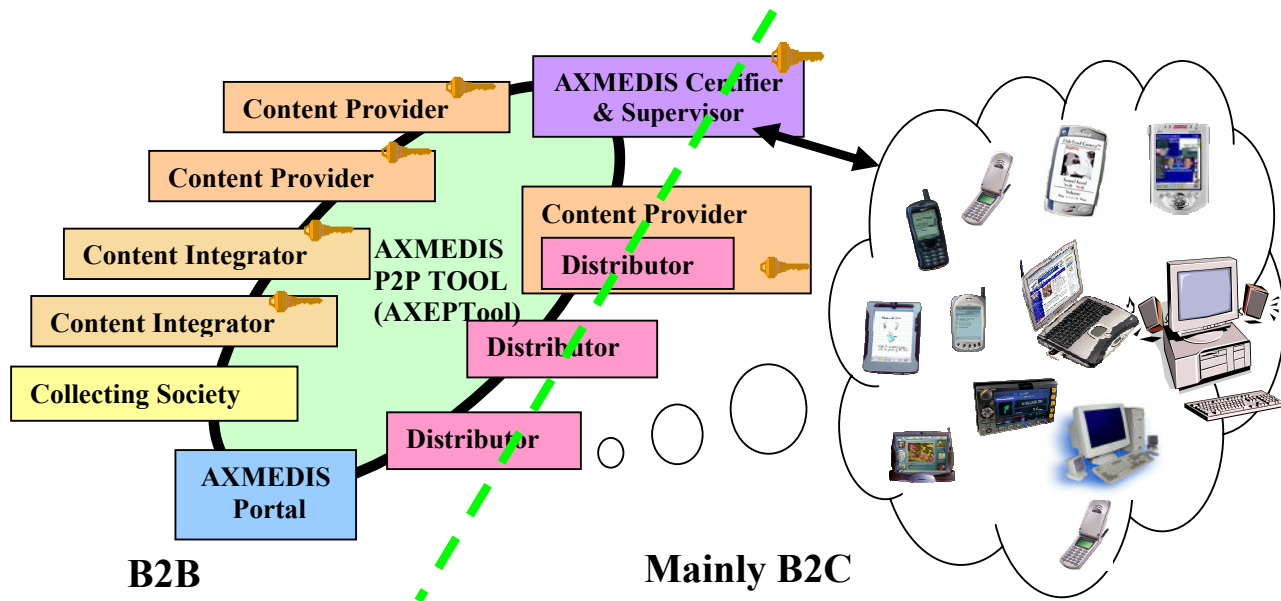 AXMEDIS Certifier
& Supervisor
Content Provider
Content Provider
Content Provider
Distributor
Content Integrator
AXMEDIS
P2P TOOL
(AXEPTool)
Content Integrator
Distributor
Collecting Society
Distributor
AXMEDIS
Portal
B2B
Mainly B2C